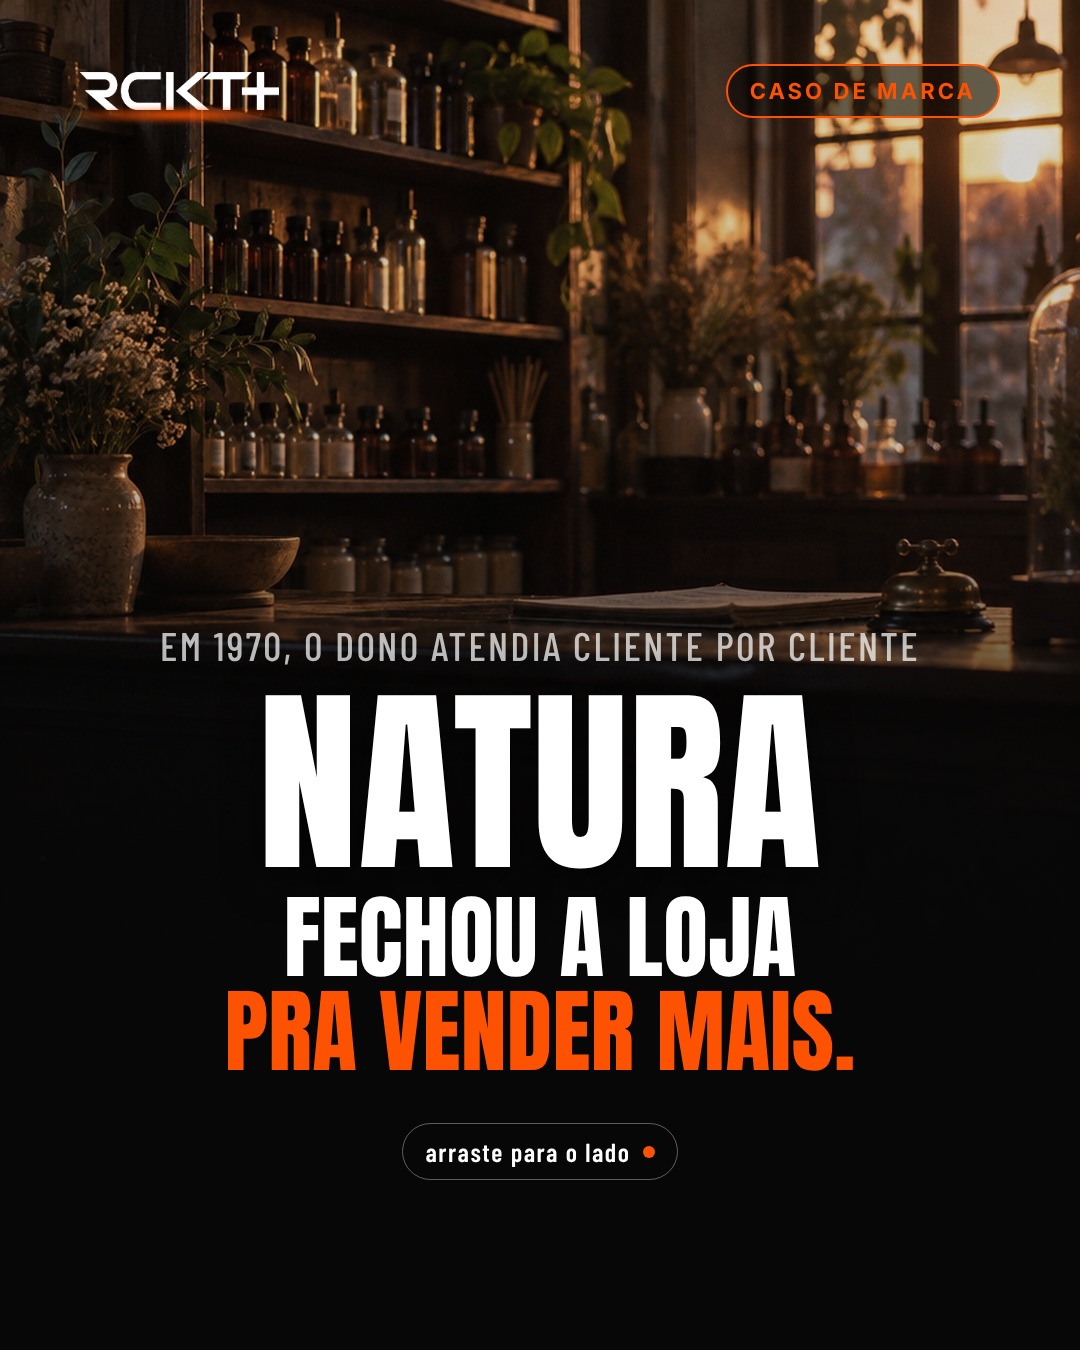 RCKT+
CASO DE MARCA
EM 1970, O DONO ATENDIA CLIENTE POR CLIENTE
NATURA
FECHOU A LOJA
PRA VENDER MAIS.
arraste para o lado